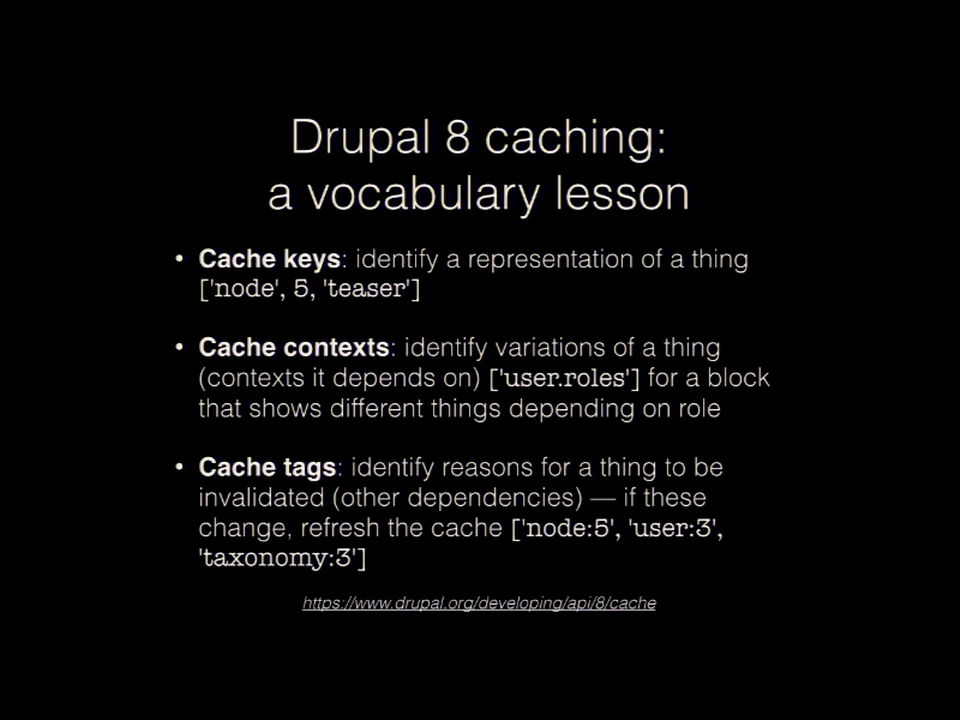 Drupal 8 caching:
a vocabulary lesson
• Cache keys: identify a representation of a thing
['node', 5, 'teaser']
• Cache contexts: identify variations of a thing
(contexts it depends on) ['user.roles'] for a block
that shows different things depending on role
• Cache tags: identify reasons for a thing to be
invalidated (other dependencies) — if these
change, refresh the cache ['node:5', 'user:3',
'taxonomy:3']
https://www.drupal.org/developing/api/8/cache